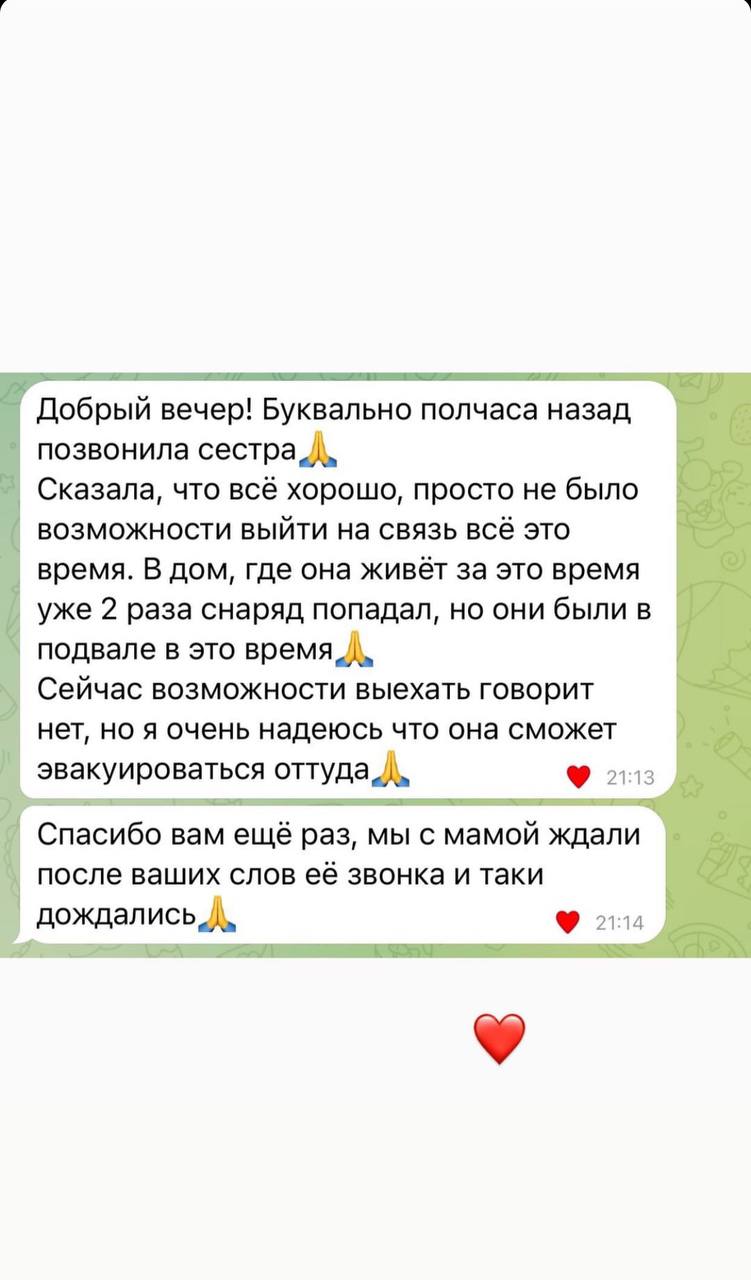 Добрый вечер! Буквально полчаса назад
позвонила сестра🙏
Сказала, что всё хорошо, просто не было
возможности выйти на связь всё это
время. В дом, где она живёт за это время
уже 2 раза снаряд попадал, но они были в
подвале в это время🙏
Сейчас возможности выехать говорит
нет, но я очень надеюсь что она сможет
эвакуироваться оттуда🙏
21:13
Спасибо вам ещё раз, мы с мамой ждали
после ваших слов её звонка и таки
дождались🙏
21:14